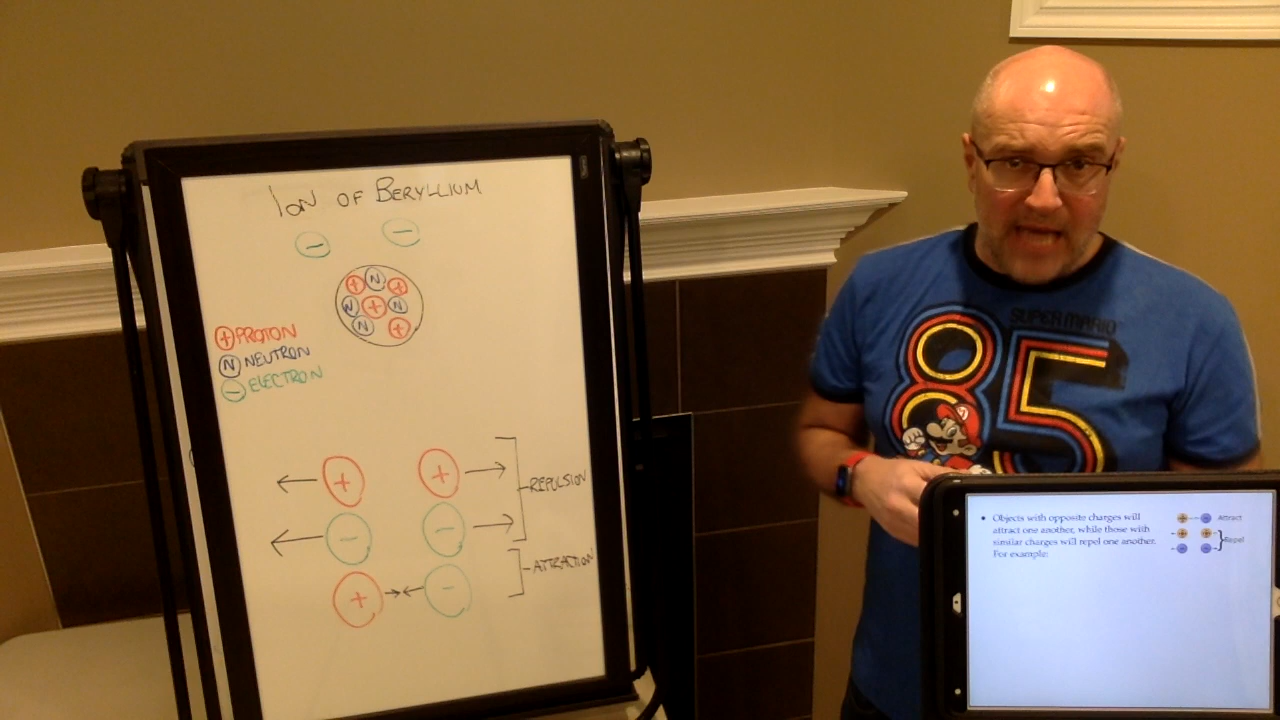 ION OF BERYLLIUM
−
−
+ N +
N + N
N +
+ PROTON
N NEUTRON
− ELECTRON
← + + →
REPULSION
← − − →
+ →← −
ATTRACTION
SUPER MARIO
85
• Objects with opposite charges will
attract one another, while those with
similar charges will repel one another.
For example:
Attract
Repel